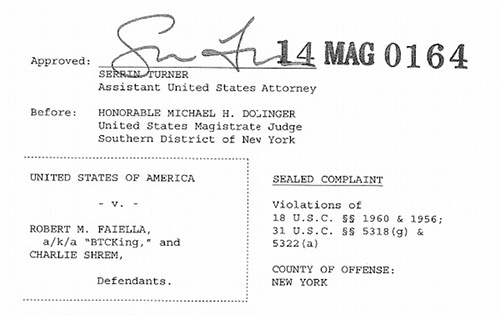 14 MAG 0164
Approved:
SERRIN TURNER
Assistant United States Attorney
Before: HONORABLE MICHAEL H. DOLINGER
United States Magistrate Judge
Southern District of New York
UNITED STATES OF AMERICA
- v. -
ROBERT M. FAIELLA,
a/k/a "BTCKing," and
CHARLIE SHREM,
Defendants.
SEALED COMPLAINT
Violations of
18 U.S.C. §§ 1960 & 1956;
31 U.S.C. §§ 5318(g) &
5322(a)
COUNTY OF OFFENSE:
NEW YORK